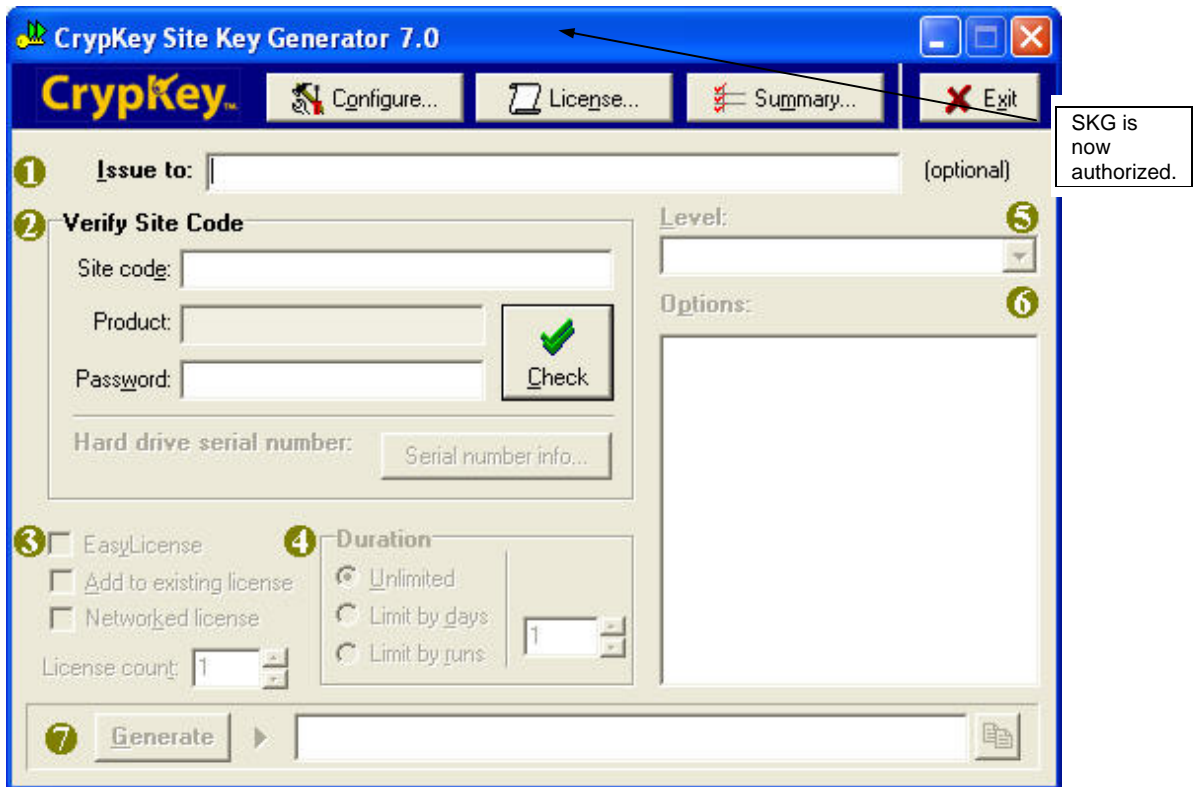 CrypKey Site Key Generator 7.0
CrypKey™
Configure...
License...
Summary...
Exit
SKG is
now
authorized.
1
Issue to:
(optional)
2
Verify Site Code
Site code:
Product:
Password:
Check
Hard drive serial number:
Serial number info...
Level:
5
Options:
6
3
EasyLicense
Add to existing license
Networked license
License count:
1
4
Duration
Unlimited
Limit by days
Limit by runs
1
7
Generate